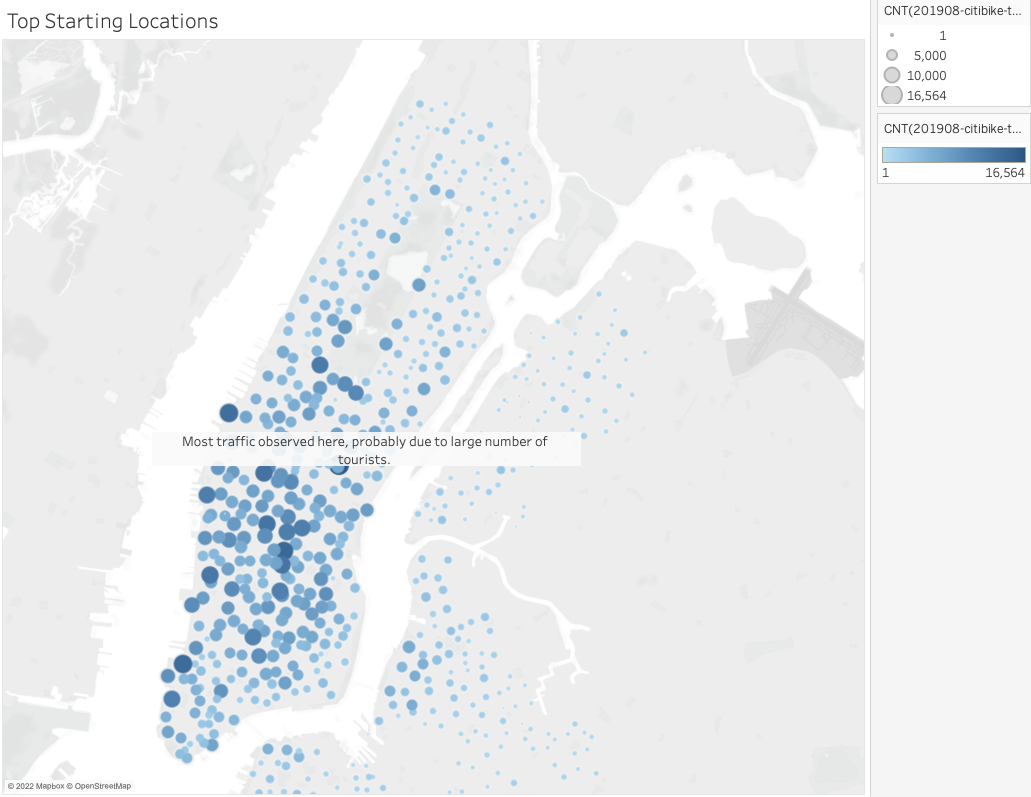 Top Starting Locations
CNT(201908-citibike-t...
1
5,000
10,000
16,564
CNT(201908-citibike-t...
1 16,564
Most traffic observed here, probably due to large number of
tourists.
© 2022 Mapbox © OpenStreetMap